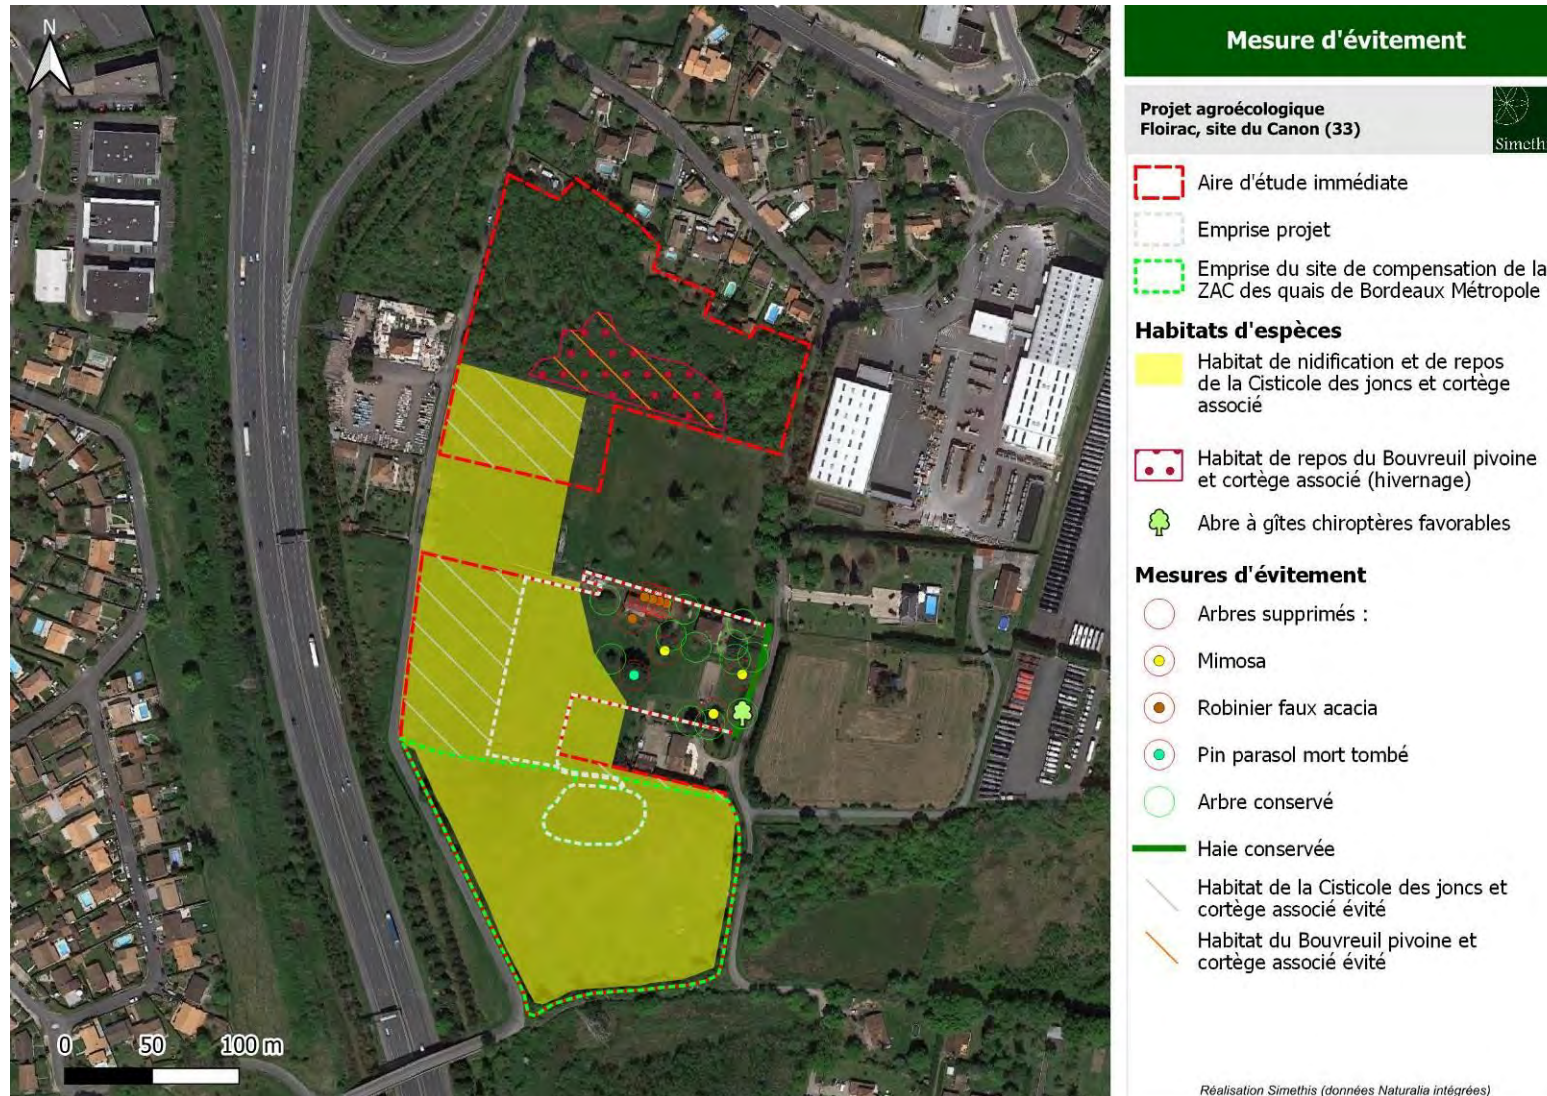 N
0 50 100 m
Mesure d'évitement
Projet agroécologique
Floirac, site du Canon (33)
Simeth
Aire d'étude immédiate
Emprise projet
Emprise du site de compensation de la
ZAC des quais de Bordeaux Métropole
Habitats d'espèces
Habitat de nidification et de repos
de la Cisticole des joncs et cortège
associé
Habitat de repos du Bouvreuil pivoine
et cortège associé (hivernage)
Abre à gîtes chiroptères favorables
Mesures d'évitement
Arbres supprimés :
Mimosa
Robinier faux acacia
Pin parasol mort tombé
Arbre conservé
Haie conservée
Habitat de la Cisticole des joncs et
cortège associé évité
Habitat du Bouvreuil pivoine et
cortège associé évité
Réalisation Simethis (données Naturalia intégrées)